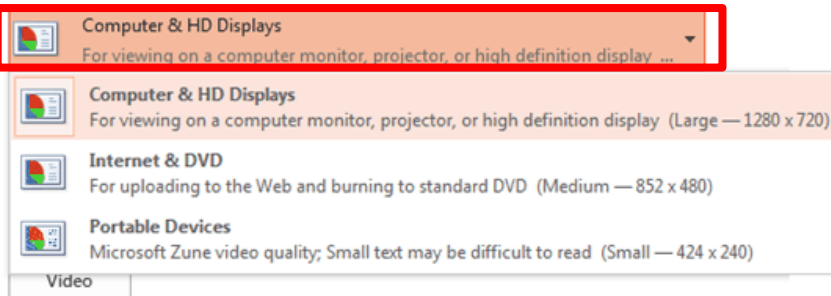 Computer & HD Displays
For viewing on a computer monitor, projector, or high definition display ...
Computer & HD Displays
For viewing on a computer monitor, projector, or high definition display (Large — 1280 x 720)
Internet & DVD
For uploading to the Web and burning to standard DVD (Medium — 852 x 480)
Portable Devices
Microsoft Zune video quality; Small text may be difficult to read (Small — 424 x 240)
Video